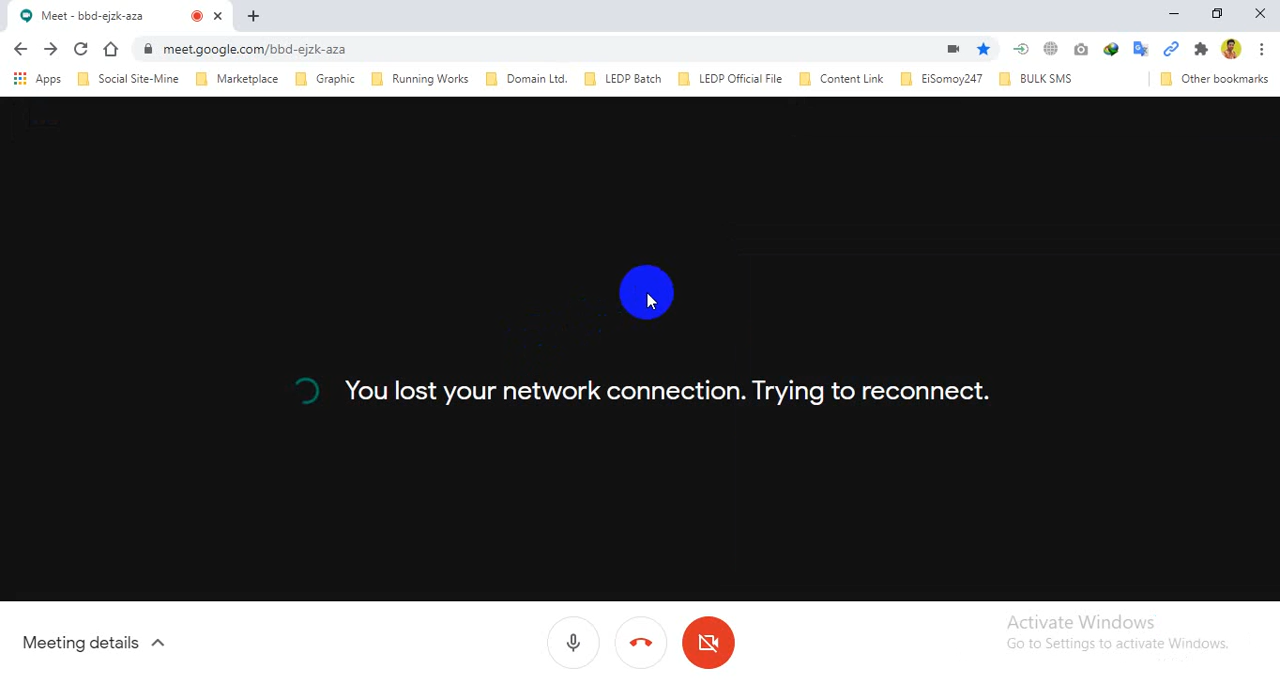 Meet - bbd-ejzk-aza
meet.google.com/bbd-ejzk-aza
Apps Social Site-Mine Marketplace Graphic Running Works Domain Ltd. LEDP Batch LEDP Official File Content Link EiSomoy247 BULK SMS Other bookmarks
You lost your network connection. Trying to reconnect.
Meeting details
Activate Windows
Go to Settings to activate Windows.